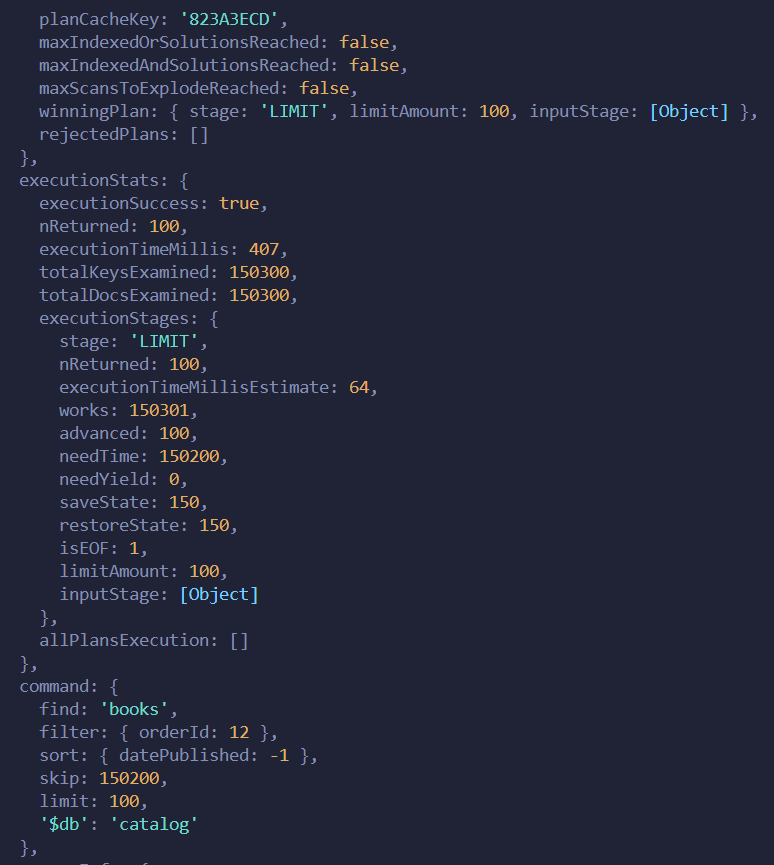 planCacheKey: '823A3ECD',
maxIndexedOrSolutionsReached: false,
maxIndexedAndSolutionsReached: false,
maxScansToExplodeReached: false,
winningPlan: { stage: 'LIMIT', limitAmount: 100, inputStage: [Object] },
rejectedPlans: []
},
executionStats: {
executionSuccess: true,
nReturned: 100,
executionTimeMillis: 407,
totalKeysExamined: 150300,
totalDocsExamined: 150300,
executionStages: {
stage: 'LIMIT',
nReturned: 100,
executionTimeMillisEstimate: 64,
works: 150301,
advanced: 100,
needTime: 150200,
needYield: 0,
saveState: 150,
restoreState: 150,
isEOF: 1,
limitAmount: 100,
inputStage: [Object]
},
allPlansExecution: []
},
command: {
find: 'books',
filter: { orderId: 12 },
sort: { datePublished: -1 },
skip: 150200,
limit: 100,
'$db': 'catalog'
},